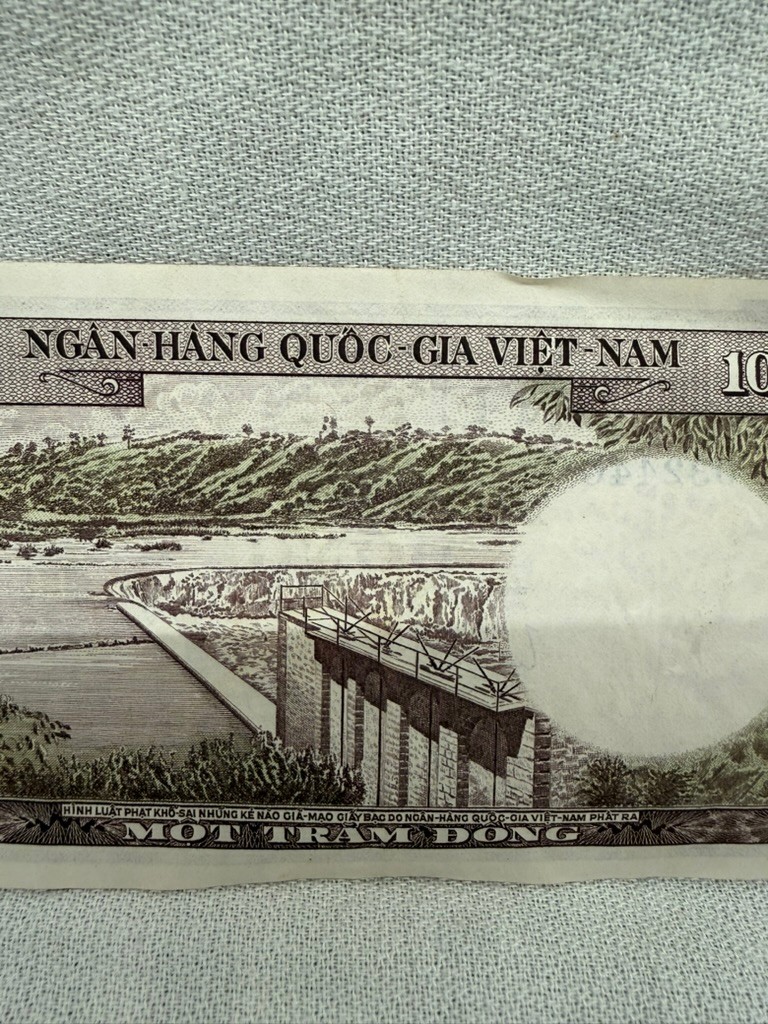 NGÂN-HÀNG QUỐC-GIA VIỆT-NAM
10
HÌNH LUẬT PHẠT KHỔ-SAI NHỮNG KẺ NÀO GIẢ-MẠO GIẤY BẠC DO NGÂN-HÀNG QUỐC-GIA VIỆT-NAM PHÁT RA
MỘT TRĂM ĐỒNG